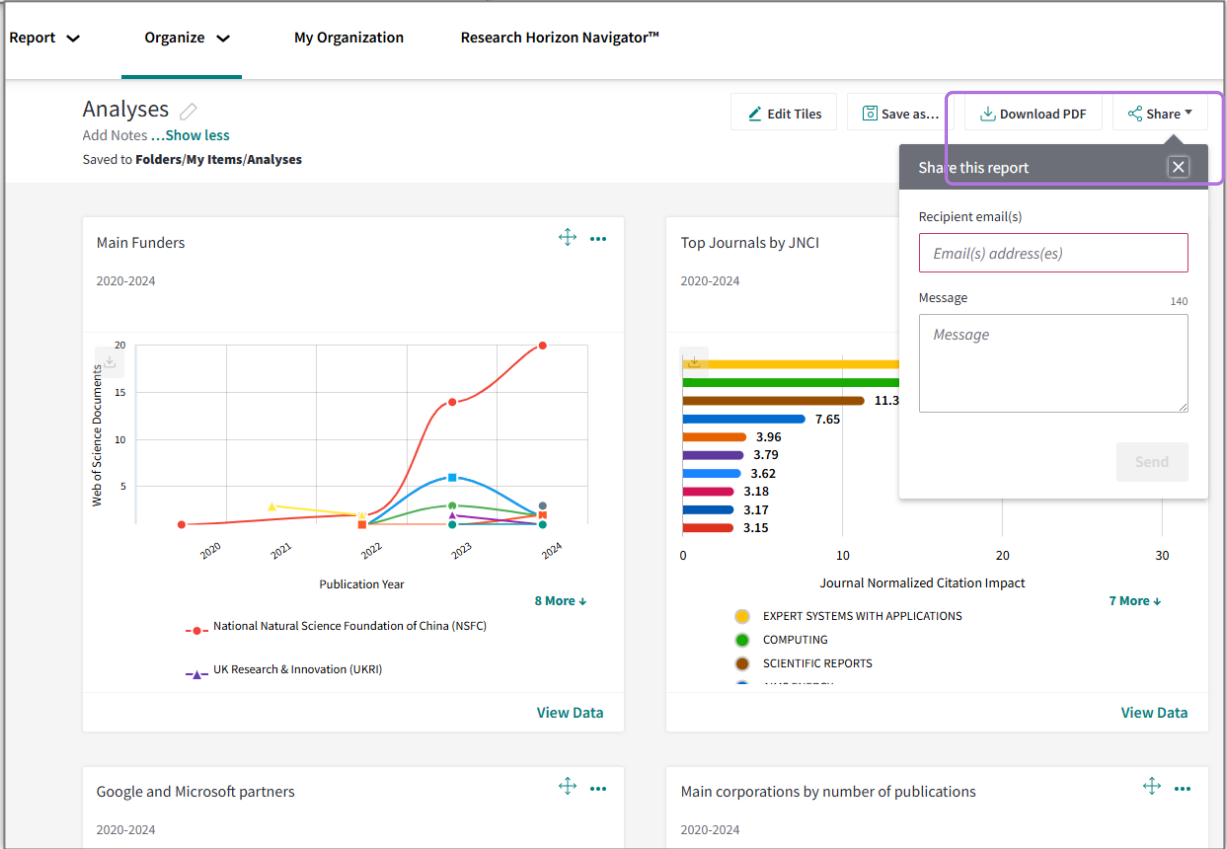 Report
Organize
My Organization
Research Horizon Navigator™
Analyses
Edit Tiles
Save as...
Download PDF
Share
Add Notes ...Show less
Saved to Folders/My Items/Analyses
Share this report
Recipient email(s)
Email(s) address(es)
Message
140
Message
Send
Main Funders
2020-2024
Web of Science Documents
20
15
10
5
2020
2021
2022
2023
2024
Publication Year
8 More
National Natural Science Foundation of China (NSFC)
UK Research & Innovation (UKRI)
View Data
Top Journals by JNCI
2020-2024
11.3
7.65
3.96
3.79
3.62
3.18
3.17
3.15
0
10
20
30
Journal Normalized Citation Impact
7 More
EXPERT SYSTEMS WITH APPLICATIONS
COMPUTING
SCIENTIFIC REPORTS
View Data
Google and Microsoft partners
2020-2024
Main corporations by number of publications
2020-2024